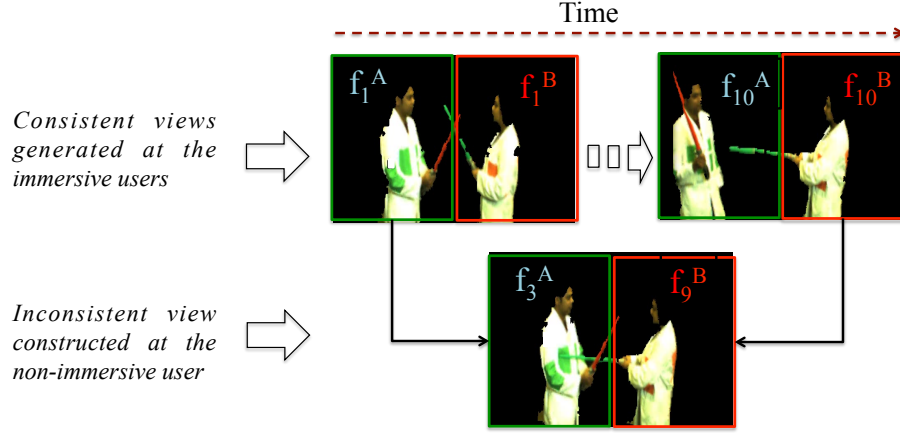 Time
f₁ᴬ
f₁ᴮ
f₁₀ᴬ
f₁₀ᴮ
Consistent views
generated at the
immersive users
f₃ᴬ
f₉ᴮ
Inconsistent view
constructed at the
non-immersive user